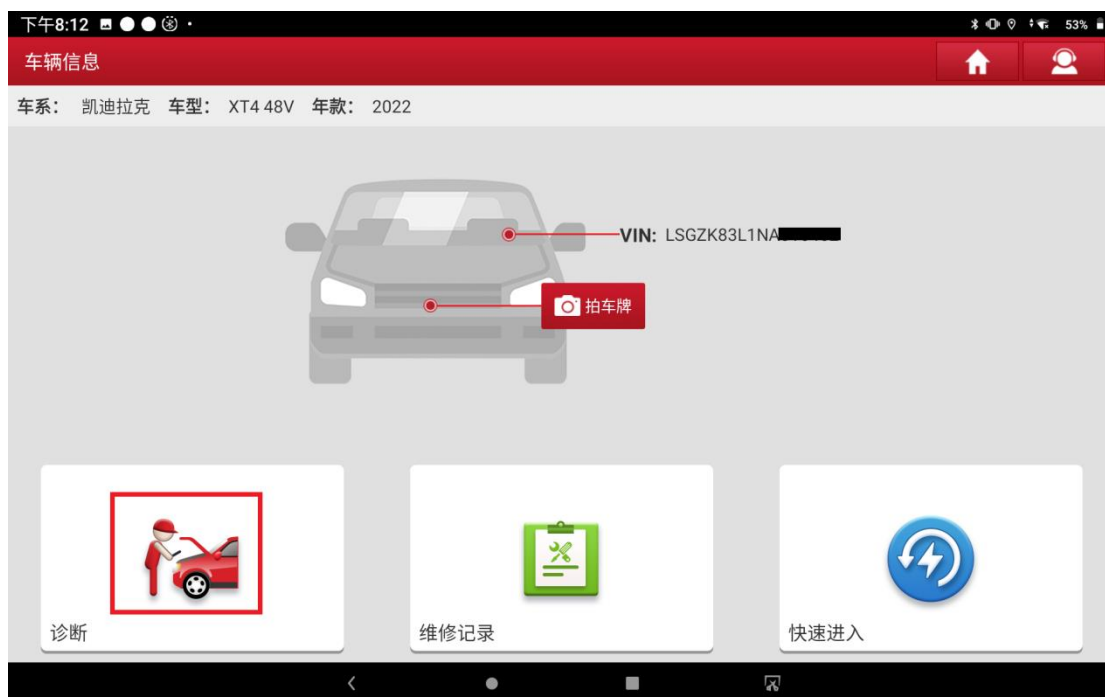 下午8:12 53%
车辆信息
车系： 凯迪拉克 车型： XT4 48V 年款： 2022
VIN: LSGZK83L1NA
拍车牌
诊断 维修记录 快速进入